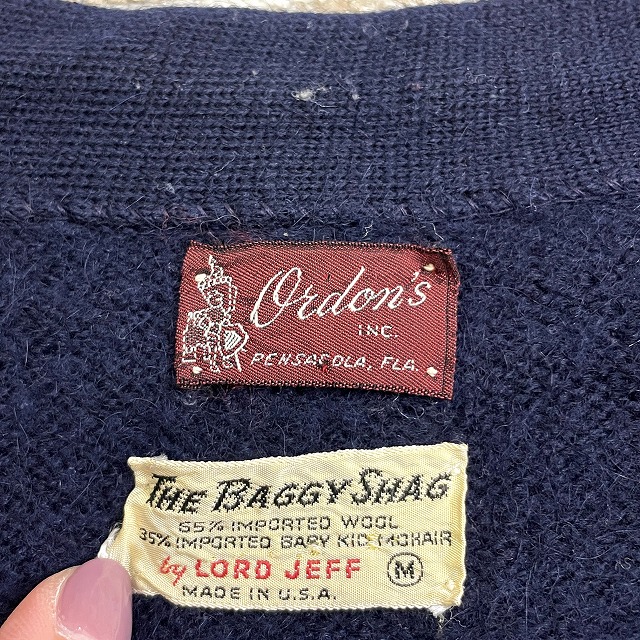 Ordon's
INC.
PENSACOLA, FLA.
THE BAGGY SHAG
65% IMPORTED WOOL
35% IMPORTED BABY KID MOHAIR
by LORD JEFF M
MADE IN U.S.A.